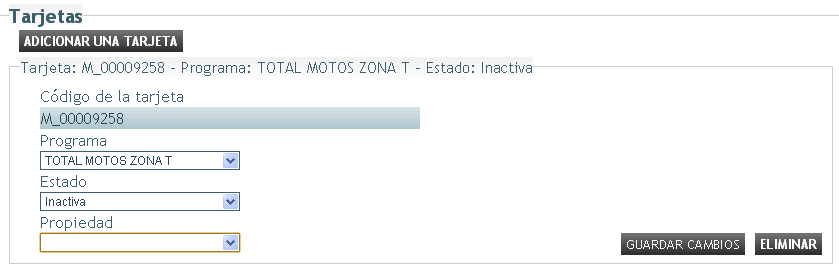 Tarjetas
ADICIONAR UNA TARJETA
Tarjeta: M_00009258 - Programa: TOTAL MOTOS ZONA T - Estado: Inactiva
Código de la tarjeta
M_00009258
Programa
TOTAL MOTOS ZONA T
Estado
Inactiva
Propiedad
GUARDAR CAMBIOS ELIMINAR